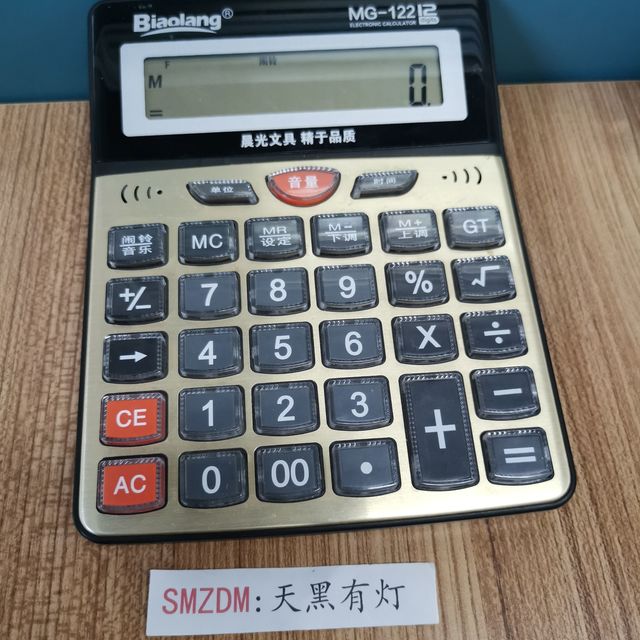 Biaolang®
MG-122 12
ELECTRONIC CALCULATOR
F
M 0.
=
晨光文具 精于品质
单位 音量 时间
闹铃 音乐 MC MR 设定 M- 下调 M+ 上调 GT
+/- 7 8 9 % √
→ 4 5 6 X ÷
CE 1 2 3 + -
AC 0 00 • =
SMZDM:天黑有灯